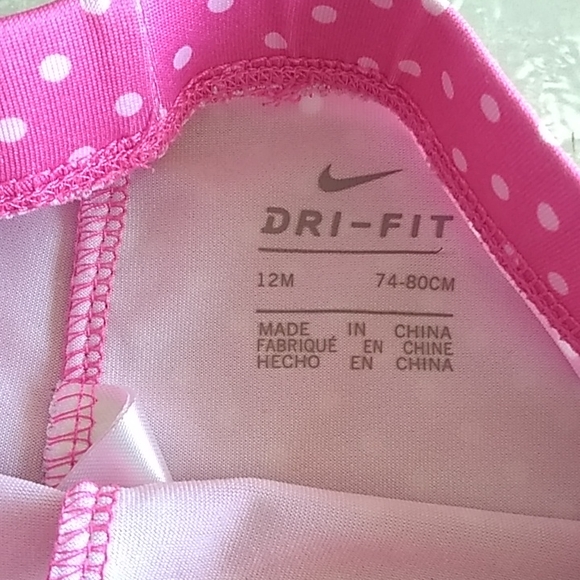 DRI-FIT
12M 74-80CM
MADE IN CHINA
FABRIQUÉ EN CHINE
HECHO EN CHINA